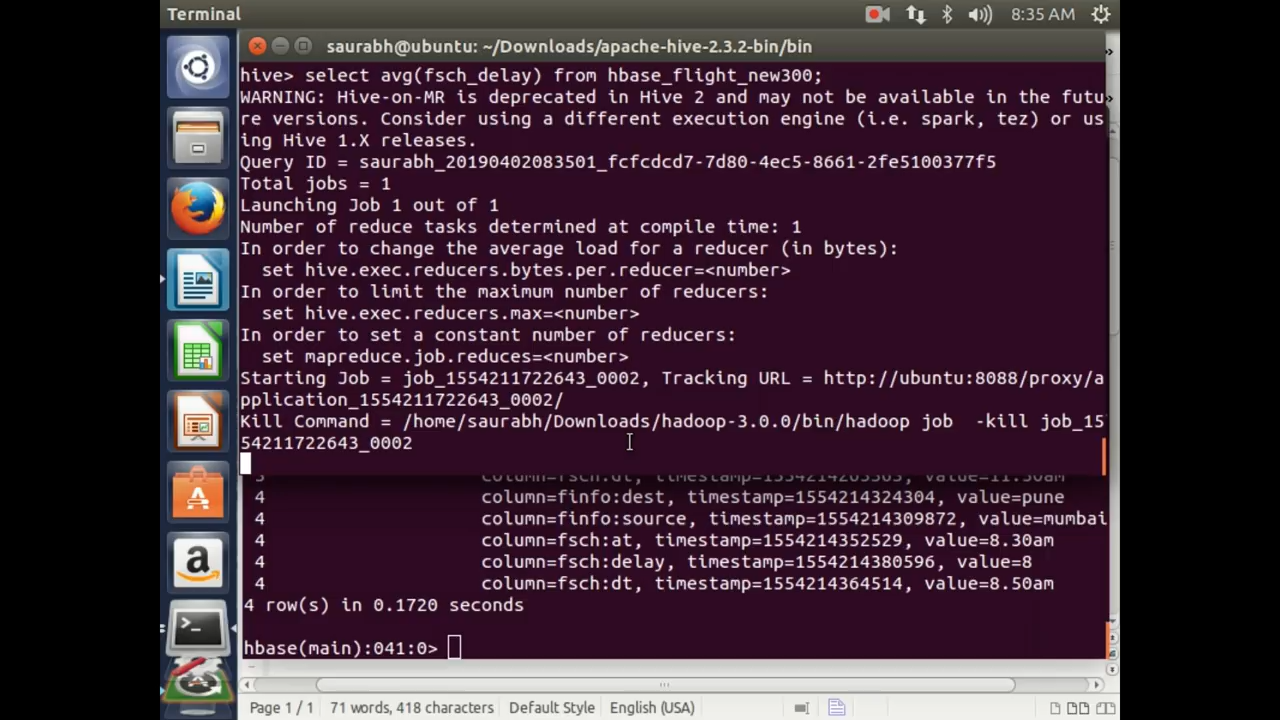 Terminal
8:35 AM
saurabh@ubuntu: ~/Downloads/apache-hive-2.3.2-bin/bin
hive> select avg(fsch_delay) from hbase_flight_new300;
WARNING: Hive-on-MR is deprecated in Hive 2 and may not be available in the futu
re versions. Consider using a different execution engine (i.e. spark, tez) or us
ing Hive 1.X releases.
Query ID = saurabh_20190402083501_fcfcdcd7-7d80-4ec5-8661-2fe5100377f5
Total jobs = 1
Launching Job 1 out of 1
Number of reduce tasks determined at compile time: 1
In order to change the average load for a reducer (in bytes):
  set hive.exec.reducers.bytes.per.reducer=<number>
In order to limit the maximum number of reducers:
  set hive.exec.reducers.max=<number>
In order to set a constant number of reducers:
  set mapreduce.job.reduces=<number>
Starting Job = job_1554211722643_0002, Tracking URL = http://ubuntu:8088/proxy/a
pplication_1554211722643_0002/
Kill Command = /home/saurabh/Downloads/hadoop-3.0.0/bin/hadoop job  -kill job_15
54211722643_0002
4 column=finfo:dest, timestamp=1554214324304, value=pune
4 column=finfo:source, timestamp=1554214309872, value=mumbai
4 column=fsch:at, timestamp=1554214352529, value=8.30am
4 column=fsch:delay, timestamp=1554214380596, value=8
4 column=fsch:dt, timestamp=1554214364514, value=8.50am
4 row(s) in 0.1720 seconds
hbase(main):041:0>
Page 1 / 1 71 words, 418 characters Default Style English (USA)